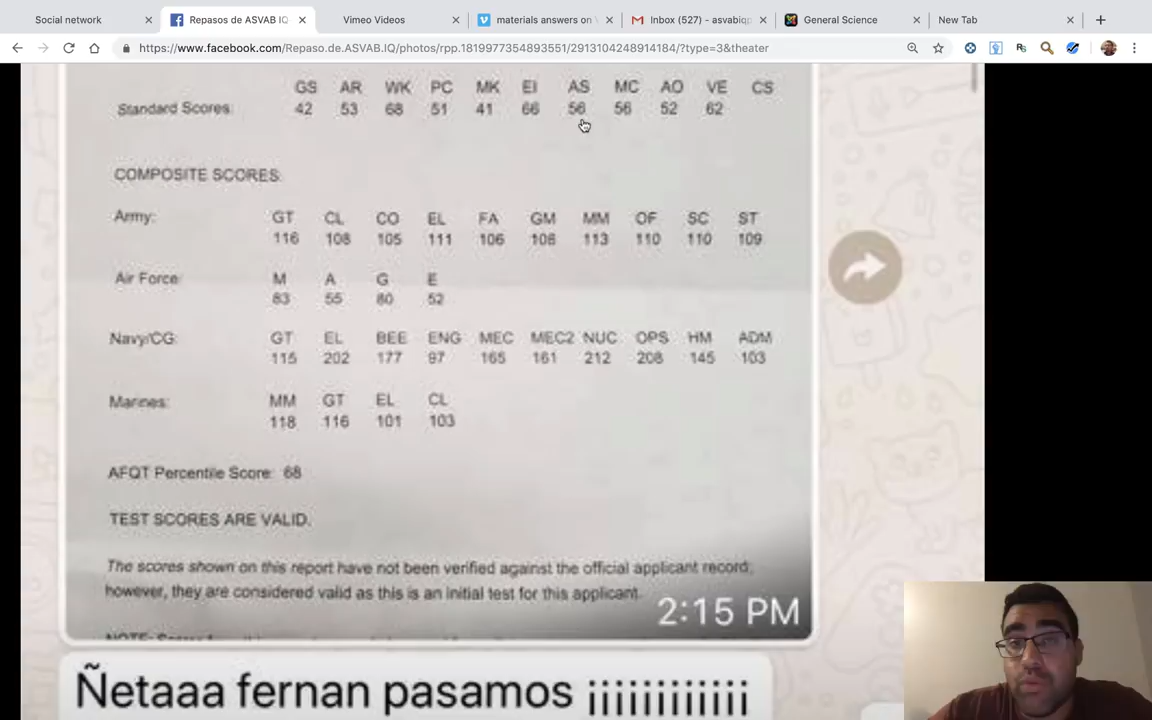 Social network
Repasos de ASVAB IQ
Vimeo Videos
materials answers on
Inbox (527) - asvabiqp
General Science
New Tab
https://www.facebook.com/Repaso.de.ASVAB.IQ/photos/rpp.1819977354893551/2913104248914184/?type=3&theater
GS AR WK PC MK EI AS MC AO VE CS
Standard Scores: 42 53 68 51 41 66 56 56 52 62
COMPOSITE SCORES:
Army: GT CL CO EL FA GM MM OF SC ST
116 108 105 111 106 108 113 110 110 109
Air Force: M A G E
83 55 80 52
Navy/CG: GT EL BEE ENG MEC MEC2 NUC OPS HM ADM
115 202 177 97 165 161 212 208 145 103
Marines: MM GT EL CL
118 116 101 103
AFQT Percentile Score: 68
TEST SCORES ARE VALID.
The scores shown on this report have not been verified against the official applicant record;
however, they are considered valid as this is an initial test for this applicant.
2:15 PM
Ñetaaa fernan pasamos ¡¡¡¡¡¡¡¡¡¡¡¡